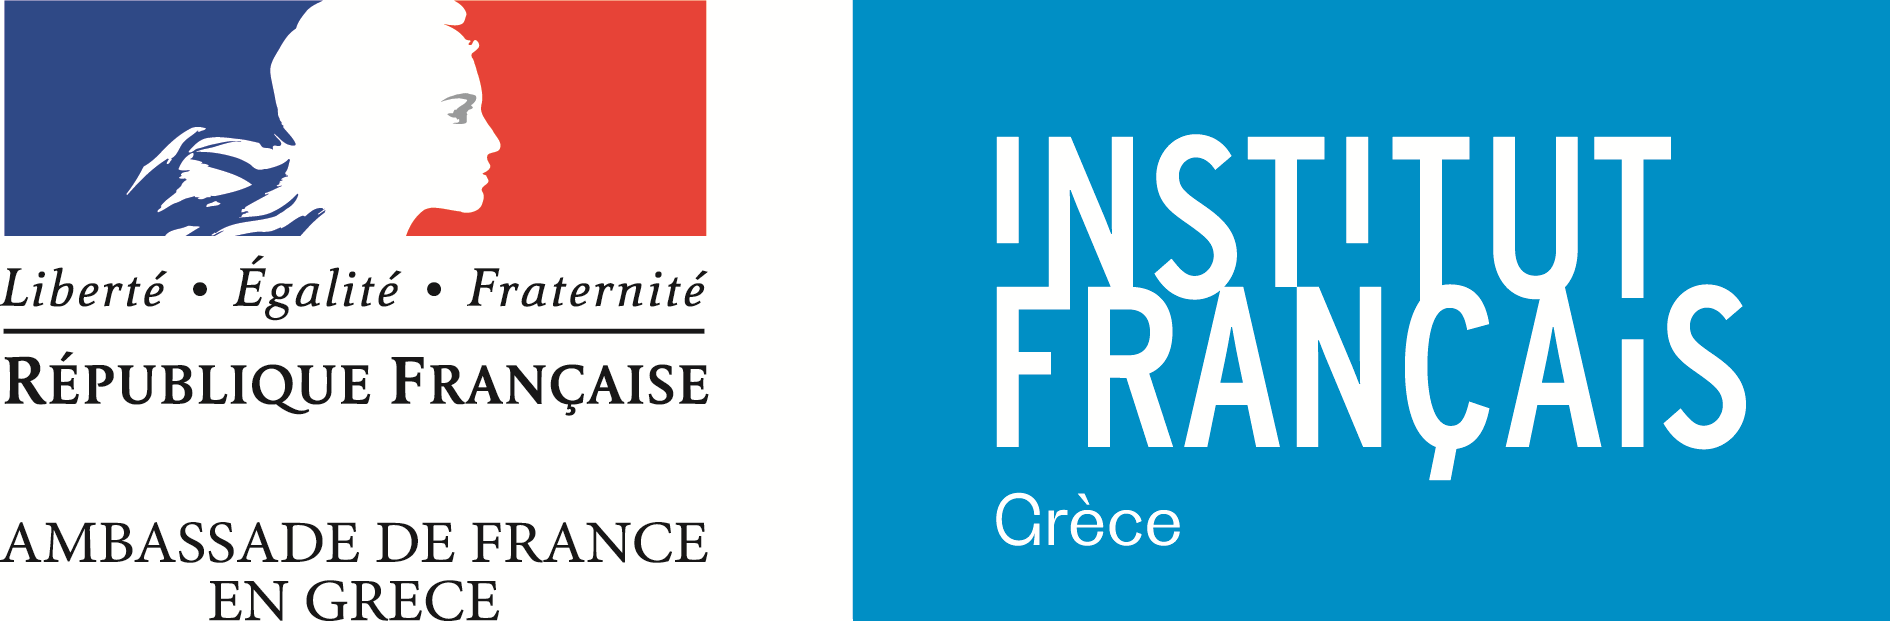 Liberté • Égalité • Fraternité
RÉPUBLIQUE FRANÇAISE
AMBASSADE DE FRANCE
EN GRECE
INSTITUT
FRANÇAIS
Grèce